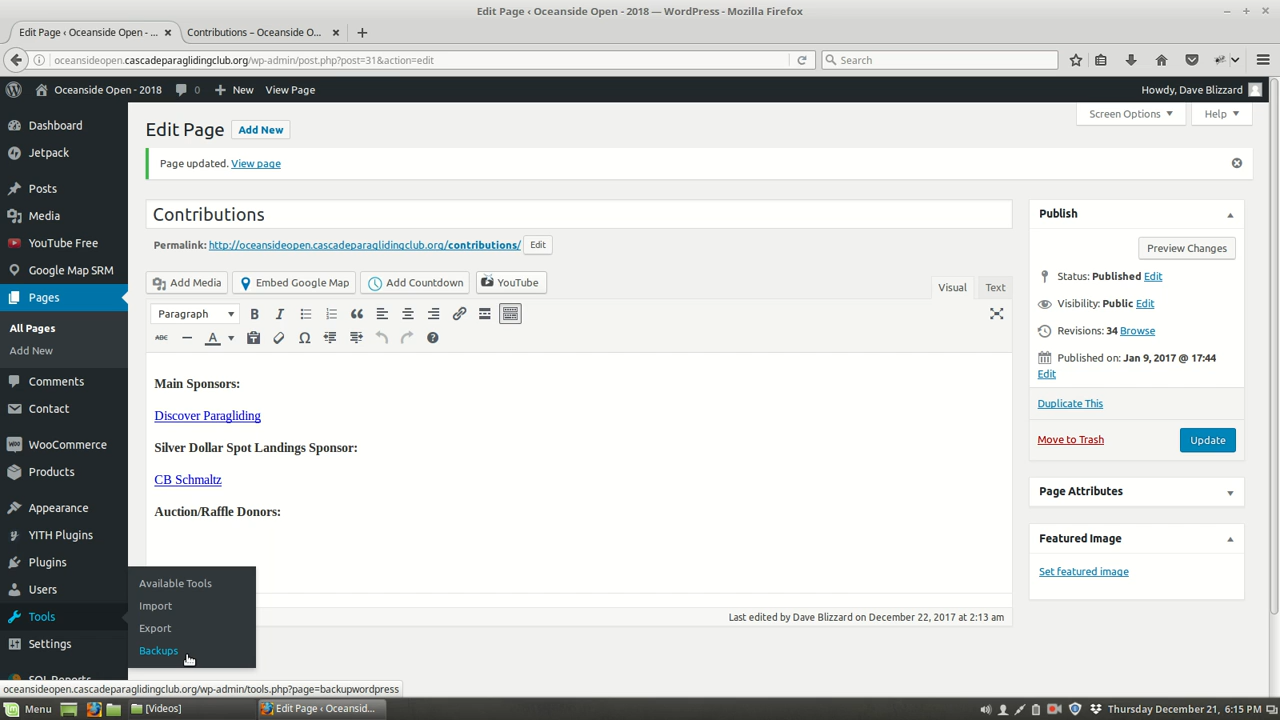 Edit Page ‹ Oceanside Open - 2018 — WordPress - Mozilla Firefox
Edit Page ‹ Oceanside Open - ... × Contributions – Oceanside O... × +
oceansideopen.cascadeparaglidingclub.org/wp-admin/post.php?post=31&action=edit Search
Oceanside Open - 2018 0 + New View Page Howdy, Dave Blizzard
Screen Options Help
Dashboard
Jetpack
Posts
Media
YouTube Free
Google Map SRM
Pages
All Pages
Add New
Comments
Contact
WooCommerce
Products
Appearance
YITH Plugins
Plugins
Users
Tools
Settings
SQL Reports
Available Tools
Import
Export
Backups
Edit Page Add New
Page updated. View page
Contributions
Permalink: http://oceansideopen.cascadeparaglidingclub.org/contributions/ Edit
Add Media Embed Google Map Add Countdown YouTube Visual Text
Paragraph B I
ABC A
Main Sponsors:
Discover Paragliding
Silver Dollar Spot Landings Sponsor:
CB Schmaltz
Auction/Raffle Donors:
Last edited by Dave Blizzard on December 22, 2017 at 2:13 am
Publish
Preview Changes
Status: Published Edit
Visibility: Public Edit
Revisions: 34 Browse
Published on: Jan 9, 2017 @ 17:44
Edit
Duplicate This
Move to Trash Update
Page Attributes
Featured Image
Set featured image
oceansideopen.cascadeparaglidingclub.org/wp-admin/tools.php?page=backupwordpress
Menu [Videos] Edit Page ‹ Oceansid... Thursday December 21, 6:15 PM